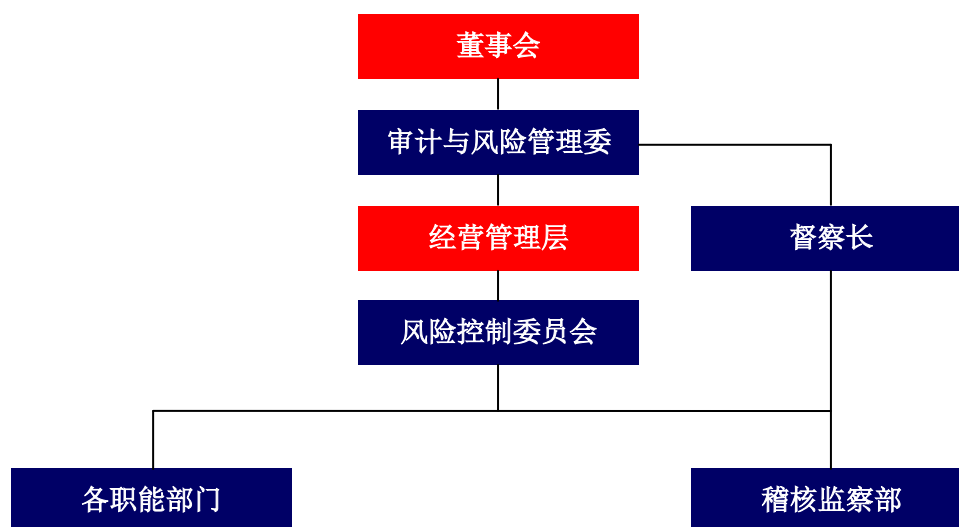 董事会
审计与风险管理委
经营管理层
督察长
风险控制委员会
各职能部门
稽核监察部